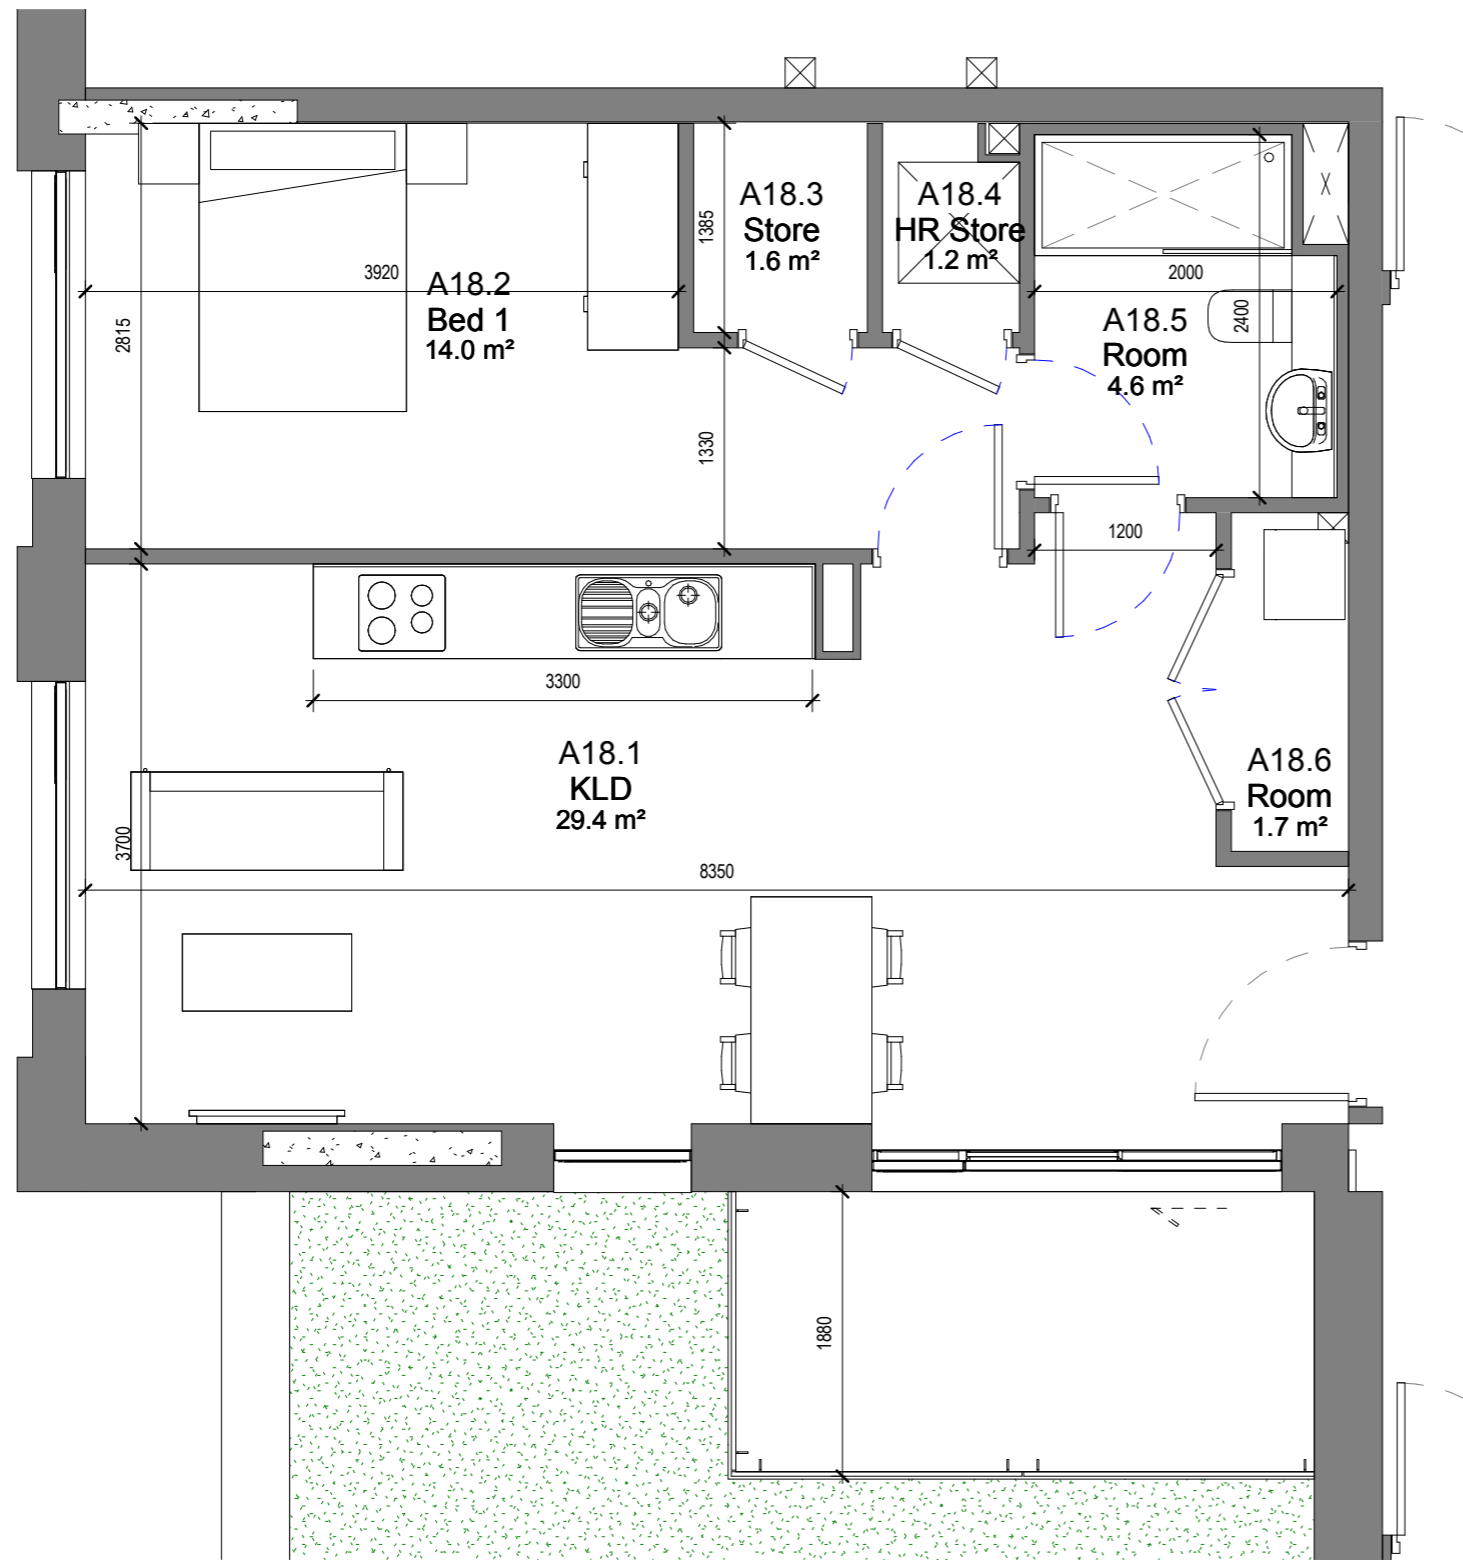 A18.3
Store
1.6 m²
A18.4
HR Store
1.2 m²
1385
3920
A18.2
Bed 1
14.0 m²
2000
2400
A18.5
Room
4.6 m²
2815
1330
1200
3300
A18.1
KLD
29.4 m²
A18.6
Room
1.7 m²
3700
8350
1880